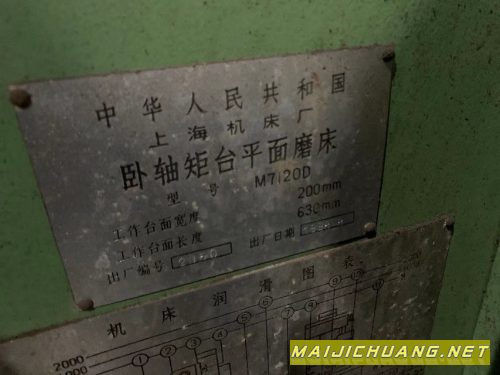 中华人民共和国
上海机床厂
卧轴矩台平面磨床
型号 M7120D
工作台面宽度 200mm
工作台面长度 630mm
出厂编号 出厂日期
机床润滑图表
2000
MAIJICHUANG.NET